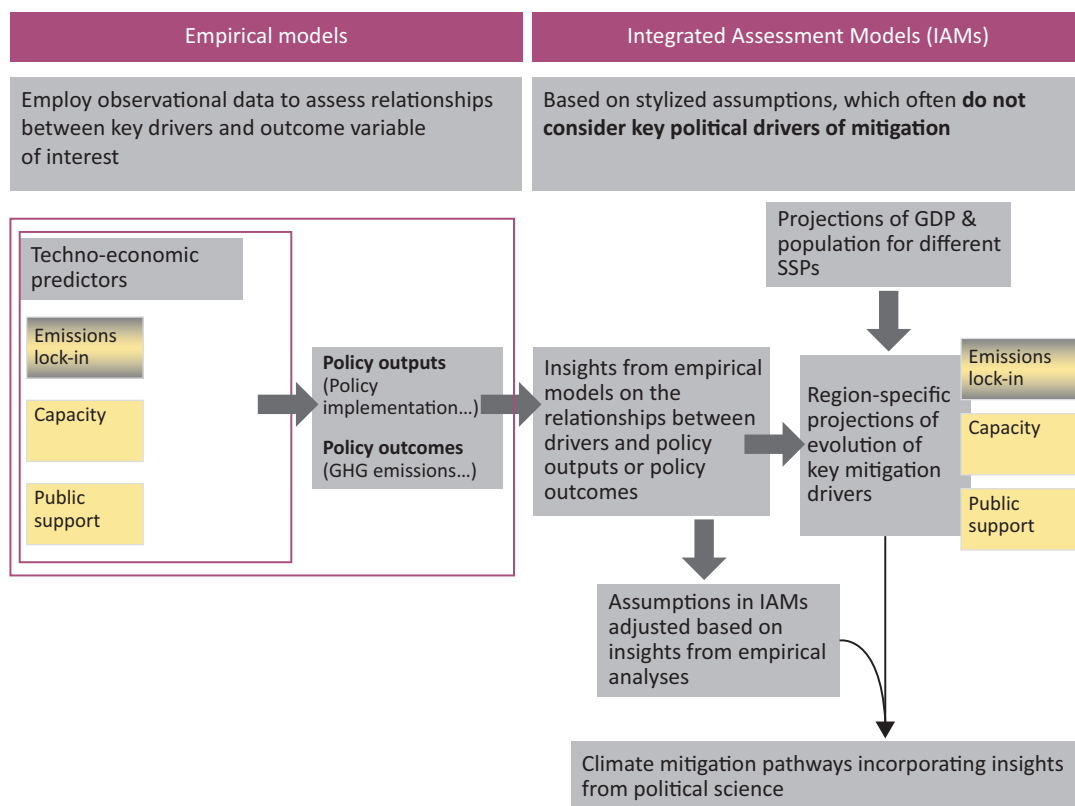 Empirical models
Integrated Assessment Models (IAMs)
Employ observational data to assess relationships
between key drivers and outcome variable
of interest
Based on stylized assumptions, which often do not
consider key political drivers of mitigation
Techno-economic
predictors
Emissions
lock-in
Capacity
Public
support
Policy outputs
(Policy
implementation...)
Policy outcomes
(GHG emissions...)
Insights from empirical
models on the
relationships between
drivers and policy
outputs or policy
outcomes
Projections of GDP &
population for different
SSPs
Region-specific
projections of
evolution of
key mitigation
drivers
Emissions
lock-in
Capacity
Public
support
Assumptions in IAMs
adjusted based on
insights from empirical
analyses
Climate mitigation pathways incorporating insights
from political science